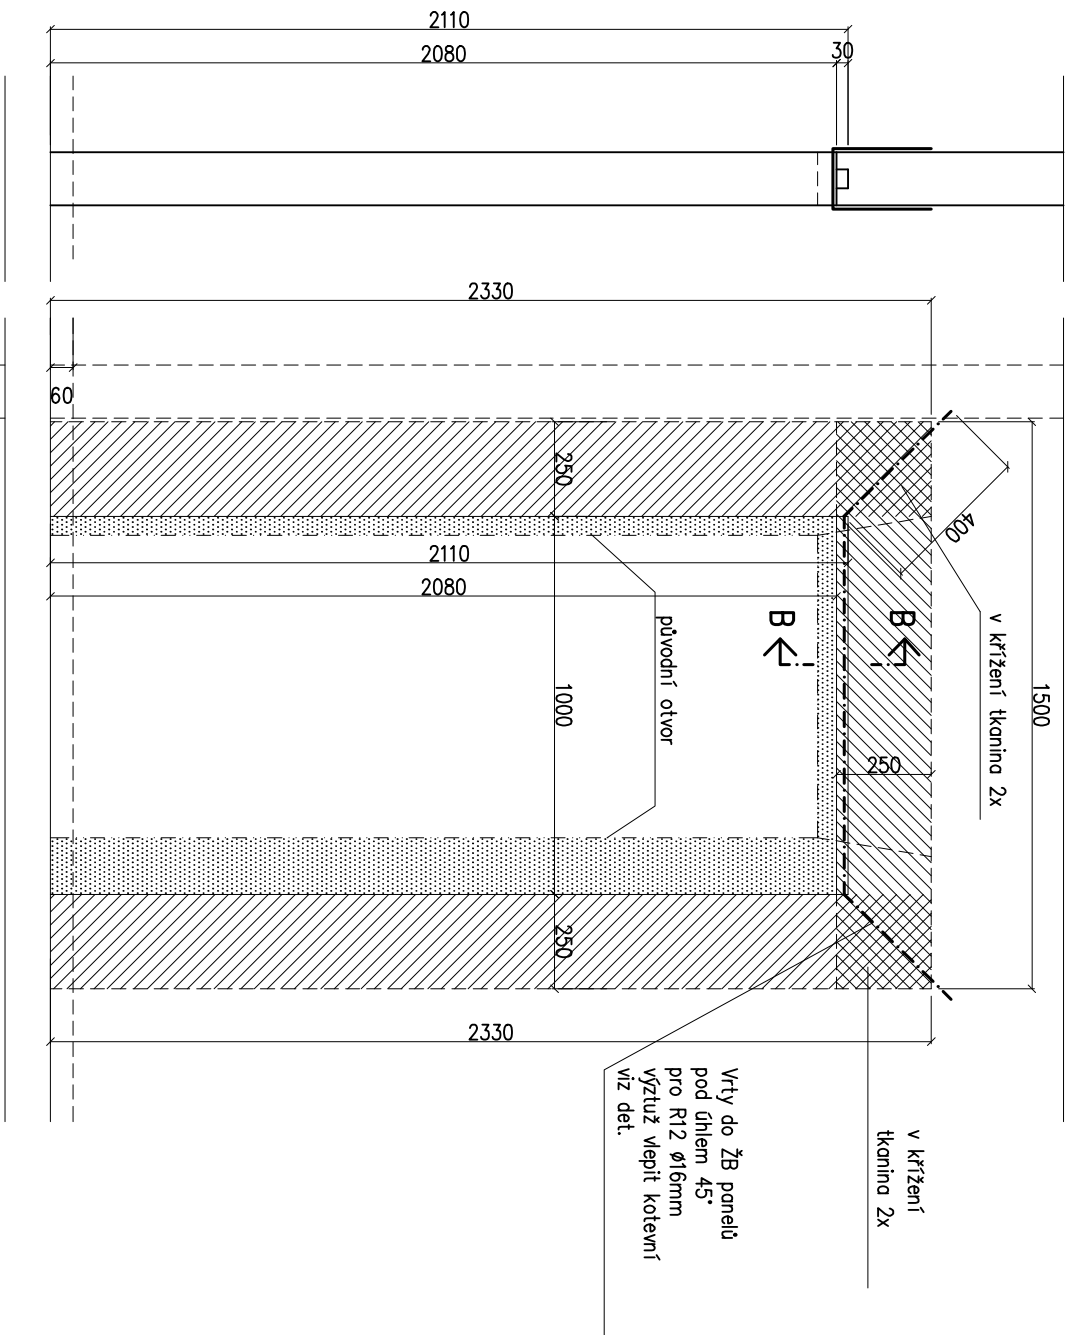 2110
2080
30
2330
60
250
400
v křížení tkanina 2x
2110
2080
B
B
původní otvor
1500
1000
250
250
2330
Vrty do ŽB panelů
pod úhlem 45°
pro R12 ø16mm
výztuž vlepit kotevní
viz det.
v křížení
tkanina 2x